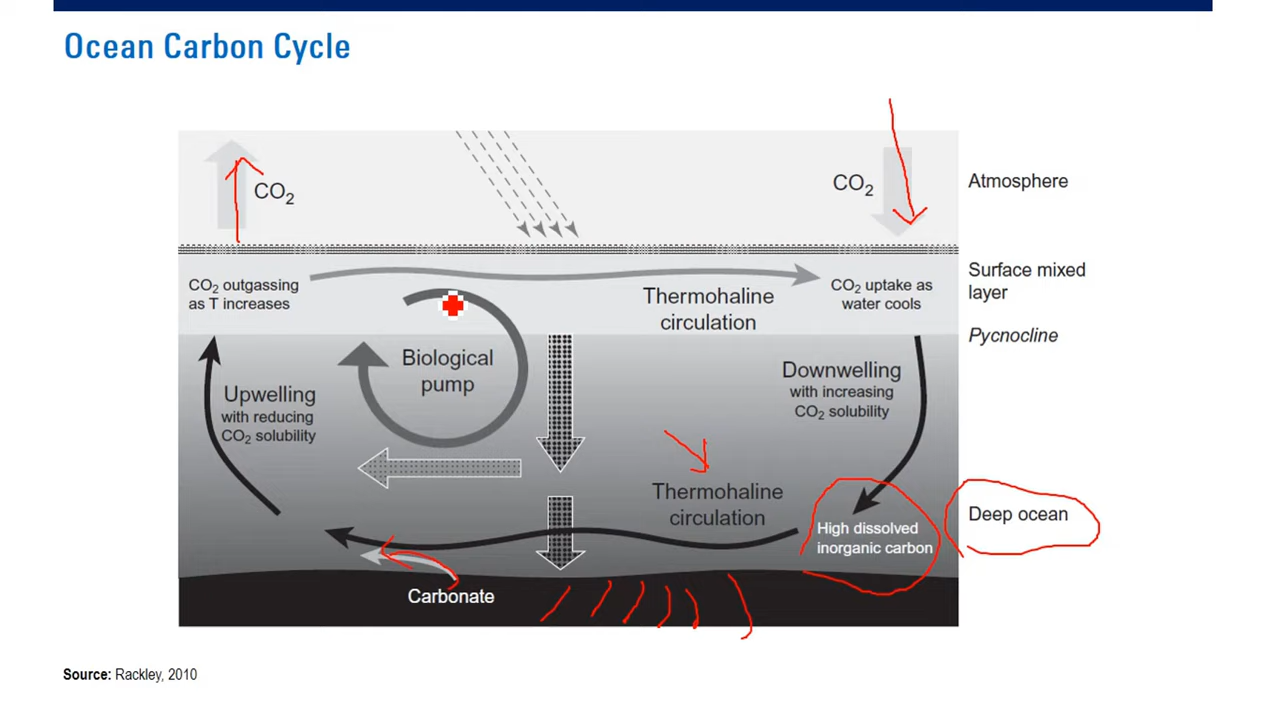 Ocean Carbon Cycle
CO2
CO2
Atmosphere
CO2 outgassing
as T increases
Thermohaline
circulation
CO2 uptake as
water cools
Surface mixed
layer
Pycnocline
Biological
pump
Upwelling
with reducing
CO2 solubility
Downwelling
with increasing
CO2 solubility
Thermohaline
circulation
High dissolved
inorganic carbon
Deep ocean
Carbonate
Source: Rackley, 2010